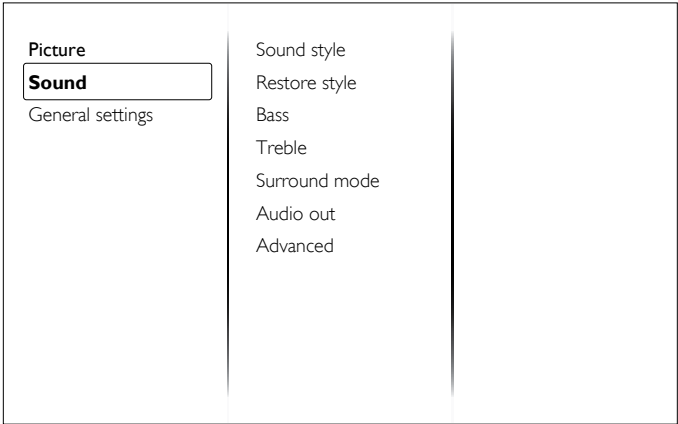 Picture
Sound
General settings
Sound style
Restore style
Bass
Treble
Surround mode
Audio out
Advanced